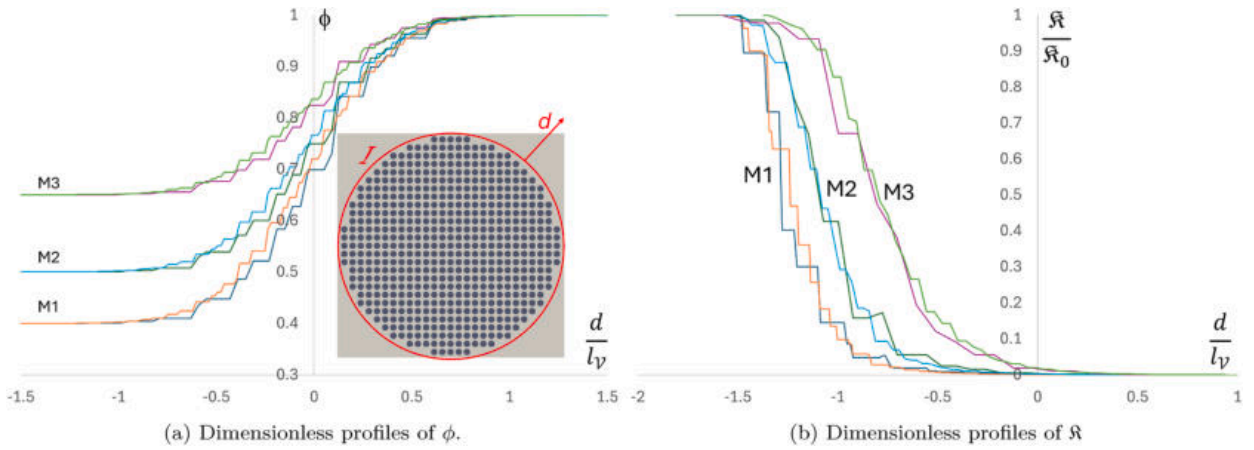 1
ϕ
0.9
0.8
0.7
0.6
0.5
0.4
0.3
M3
M2
M1
I
d
d
l𝒱
-1.5 -1 -0.5 0 0.5 1 1.5
(a) Dimensionless profiles of ϕ.
1
𝔎
𝔎₀
0.9
0.8
0.7
0.6
0.5
0.4
0.3
0.2
0.1
0
M1
M2
M3
d
l𝒱
-2 -1.5 -1 -0.5 0 0.5 1
(b) Dimensionless profiles of 𝔎